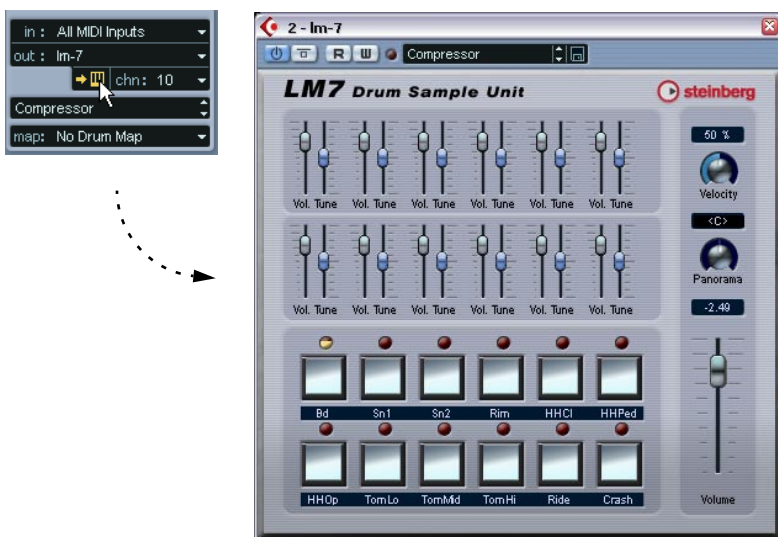 in : All MIDI Inputs
out : lm-7
chn: 10
Compressor
map: No Drum Map
2 - lm-7
R W Compressor
LM7 Drum Sample Unit
steinberg
Vol. Tune Vol. Tune Vol. Tune Vol. Tune Vol. Tune Vol. Tune
Vol. Tune Vol. Tune Vol. Tune Vol. Tune Vol. Tune Vol. Tune
Bd Sn1 Sn2 Rim HHCl HHPed
HHOp TomLo TomMid TomHi Ride Crash
50 %
Velocity
<C>
Panorama
-2.49
Volume